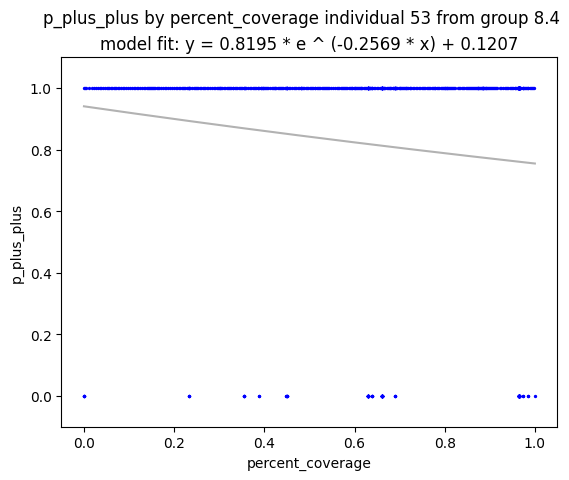 p_plus_plus by percent_coverage individual 53 from group 8.4
model fit: y = 0.8195 * e ^ (-0.2569 * x) + 0.1207
1.0
0.8
0.6
0.4
0.2
0.0
p_plus_plus
0.0 0.2 0.4 0.6 0.8 1.0
percent_coverage